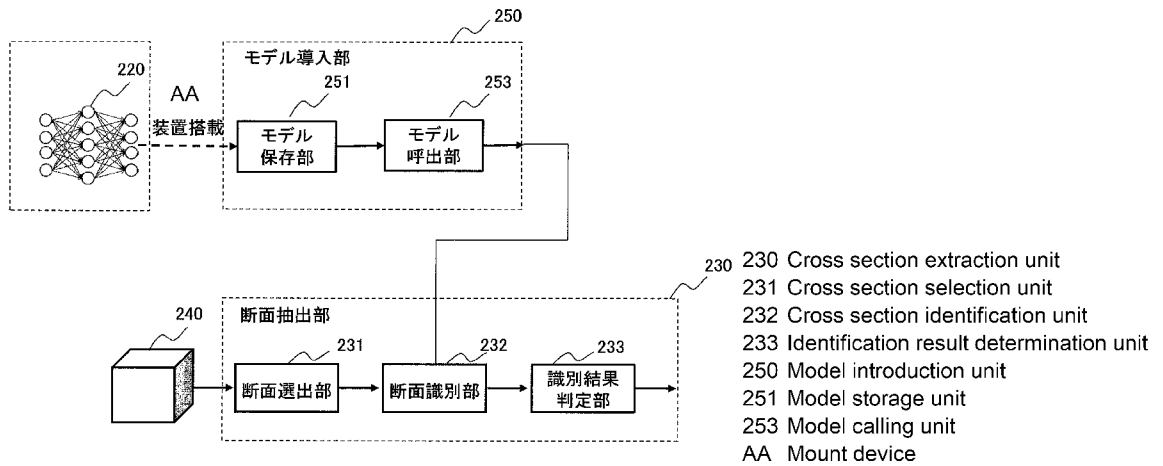 250
モデル導入部
220
AA
装置搭載
251
モデル
保存部
253
モデル
呼出部
230
断面抽出部
240
231
断面選出部
232
断面識別部
233
識別結果
判定部
230 Cross section extraction unit
231 Cross section selection unit
232 Cross section identification unit
233 Identification result determination unit
250 Model introduction unit
251 Model storage unit
253 Model calling unit
AA Mount device